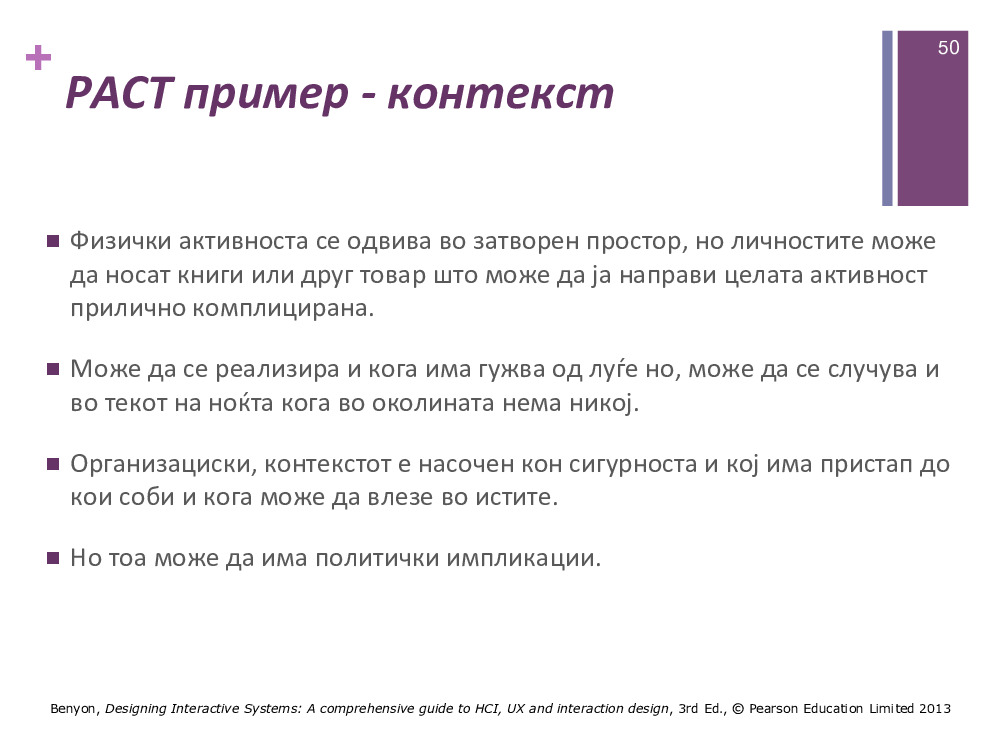 50
+
PACT пример - контекст
Физички активноста се одвива во затворен простор, но личностите може
да носат книги или друг товар што може да ја направи целата активност
прилично комплицирана.
Може да се реализира и кога има гужва од луѓе но, може да се случува и
во текот на ноќта кога во околината нема никој.
Организациски, контекстот е насочен кон сигурноста и кој има пристап до
кои соби и кога може да влезе во истите.
Но тоа може да има политички импликации.
Benyon, Designing Interactive Systems: A comprehensive guide to HCI, UX and interaction design, 3rd Ed., © Pearson Education Limited 2013